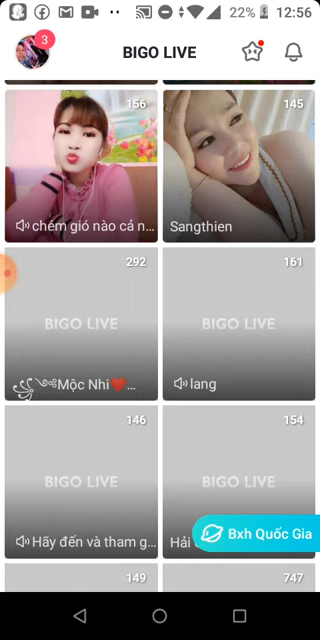 22% 12:56
3
BIGO LIVE
156
145
chém gió nào cả n...
Sangthien
292
161
BIGO LIVE
BIGO LIVE
Mộc Nhi❤️...
lang
146
154
BIGO LIVE
BIGO LIVE
Hãy đến và tham g...
Hải
Bxh Quốc Gia
149
747